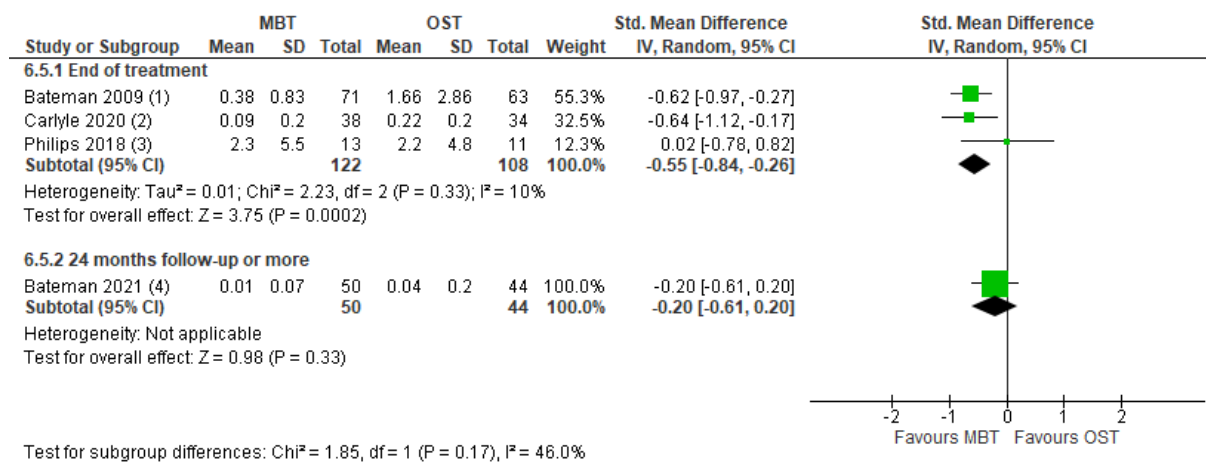 MBT OST Std. Mean Difference Std. Mean Difference
Study or Subgroup Mean SD Total Mean SD Total Weight IV, Random, 95% CI IV, Random, 95% CI
6.5.1 End of treatment
Bateman 2009 (1) 0.38 0.83 71 1.66 2.86 63 55.3% -0.62 [-0.97, -0.27]
Carlyle 2020 (2) 0.09 0.2 38 0.22 0.2 34 32.5% -0.64 [-1.12, -0.17]
Philips 2018 (3) 2.3 5.5 13 2.2 4.8 11 12.3% 0.02 [-0.78, 0.82]
Subtotal (95% CI) 122 108 100.0% -0.55 [-0.84, -0.26]
Heterogeneity: Tau² = 0.01; Chi² = 2.23, df = 2 (P = 0.33); I² = 10%
Test for overall effect: Z = 3.75 (P = 0.0002)
6.5.2 24 months follow-up or more
Bateman 2021 (4) 0.01 0.07 50 0.04 0.2 44 100.0% -0.20 [-0.61, 0.20]
Subtotal (95% CI) 50 44 100.0% -0.20 [-0.61, 0.20]
Heterogeneity: Not applicable
Test for overall effect: Z = 0.98 (P = 0.33)
-2 -1 0 1 2
Favours MBT Favours OST
Test for subgroup differences: Chi² = 1.85, df = 1 (P = 0.17), I² = 46.0%